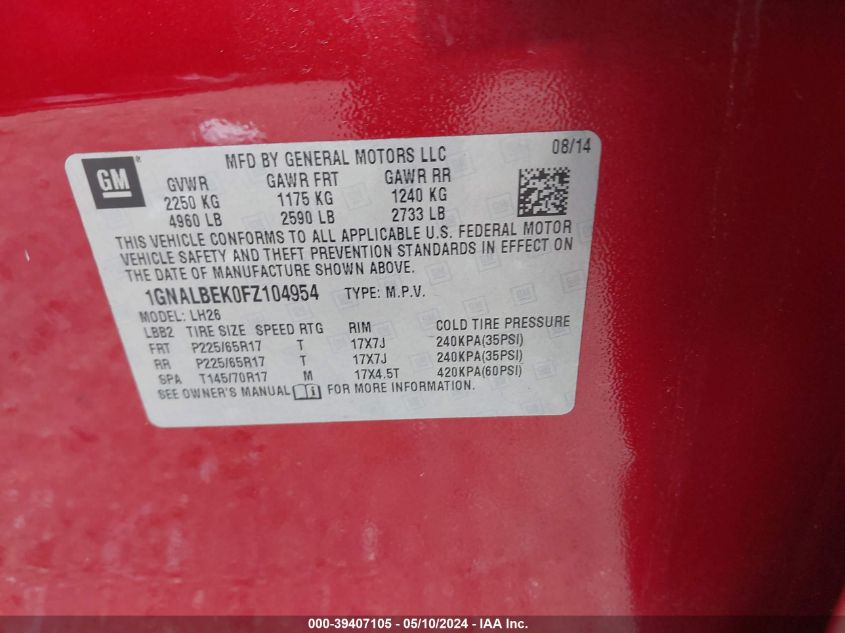 GM ® MFD BY GENERAL MOTORS LLC 08/14
GVWR GAWR FRT GAWR RR
2250 KG 1175 KG 1240 KG
4960 LB 2590 LB 2733 LB
THIS VEHICLE CONFORMS TO ALL APPLICABLE U.S. FEDERAL MOTOR
VEHICLE SAFETY AND THEFT PREVENTION STANDARDS IN EFFECT ON
THE DATE OF MANUFACTURE SHOWN ABOVE.
1GNALBEK0FZ104954 TYPE: M.P.V.
MODEL: LH26
LBB2 TIRE SIZE SPEED RTG RIM COLD TIRE PRESSURE
FRT P225/65R17 T 17X7J 240KPA(35PSI)
RR P225/65R17 T 17X7J 240KPA(35PSI)
SPA T145/70R17 M 17X4.5T 420KPA(60PSI)
SEE OWNER'S MANUAL i FOR MORE INFORMATION.
000-39407105 - 05/10/2024 - IAA Inc.